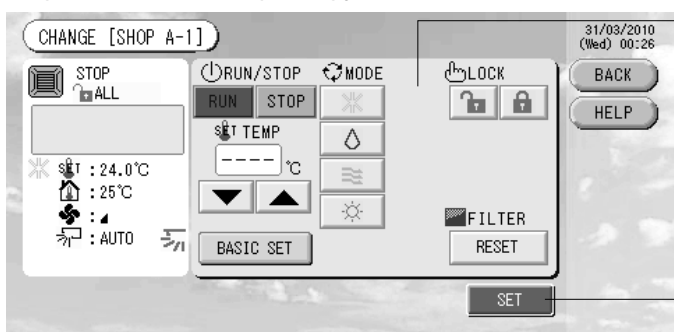 CHANGE [SHOP A-1]
31/03/2010
(Wed) 00:26
STOP
ALL
SET : 24.0℃
: 25℃
:
: AUTO
RUN/STOP
RUN STOP
SET TEMP
---- ℃
BASIC SET
MODE
LOCK
FILTER
RESET
BACK
HELP
SET